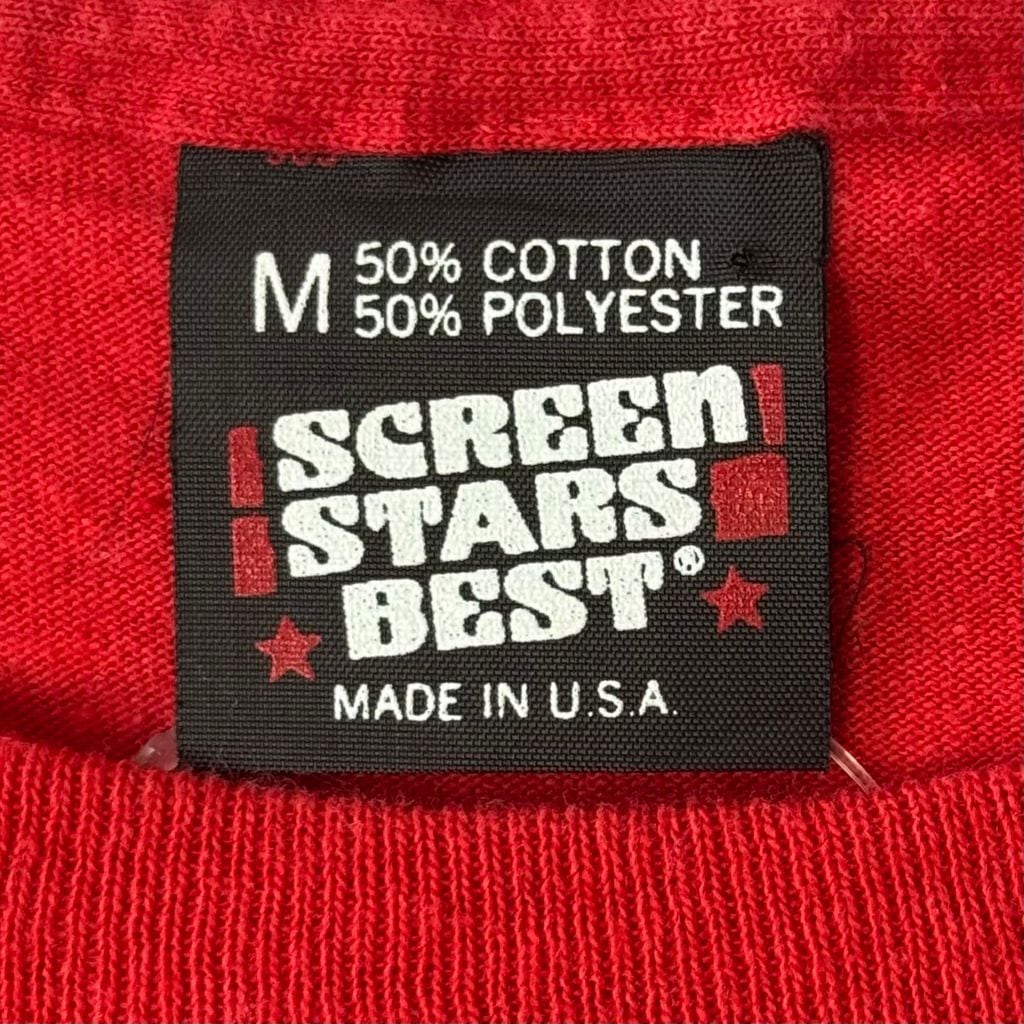 M 50% COTTON
50% POLYESTER
SCREEN
STARS
BEST®
MADE IN U.S.A.